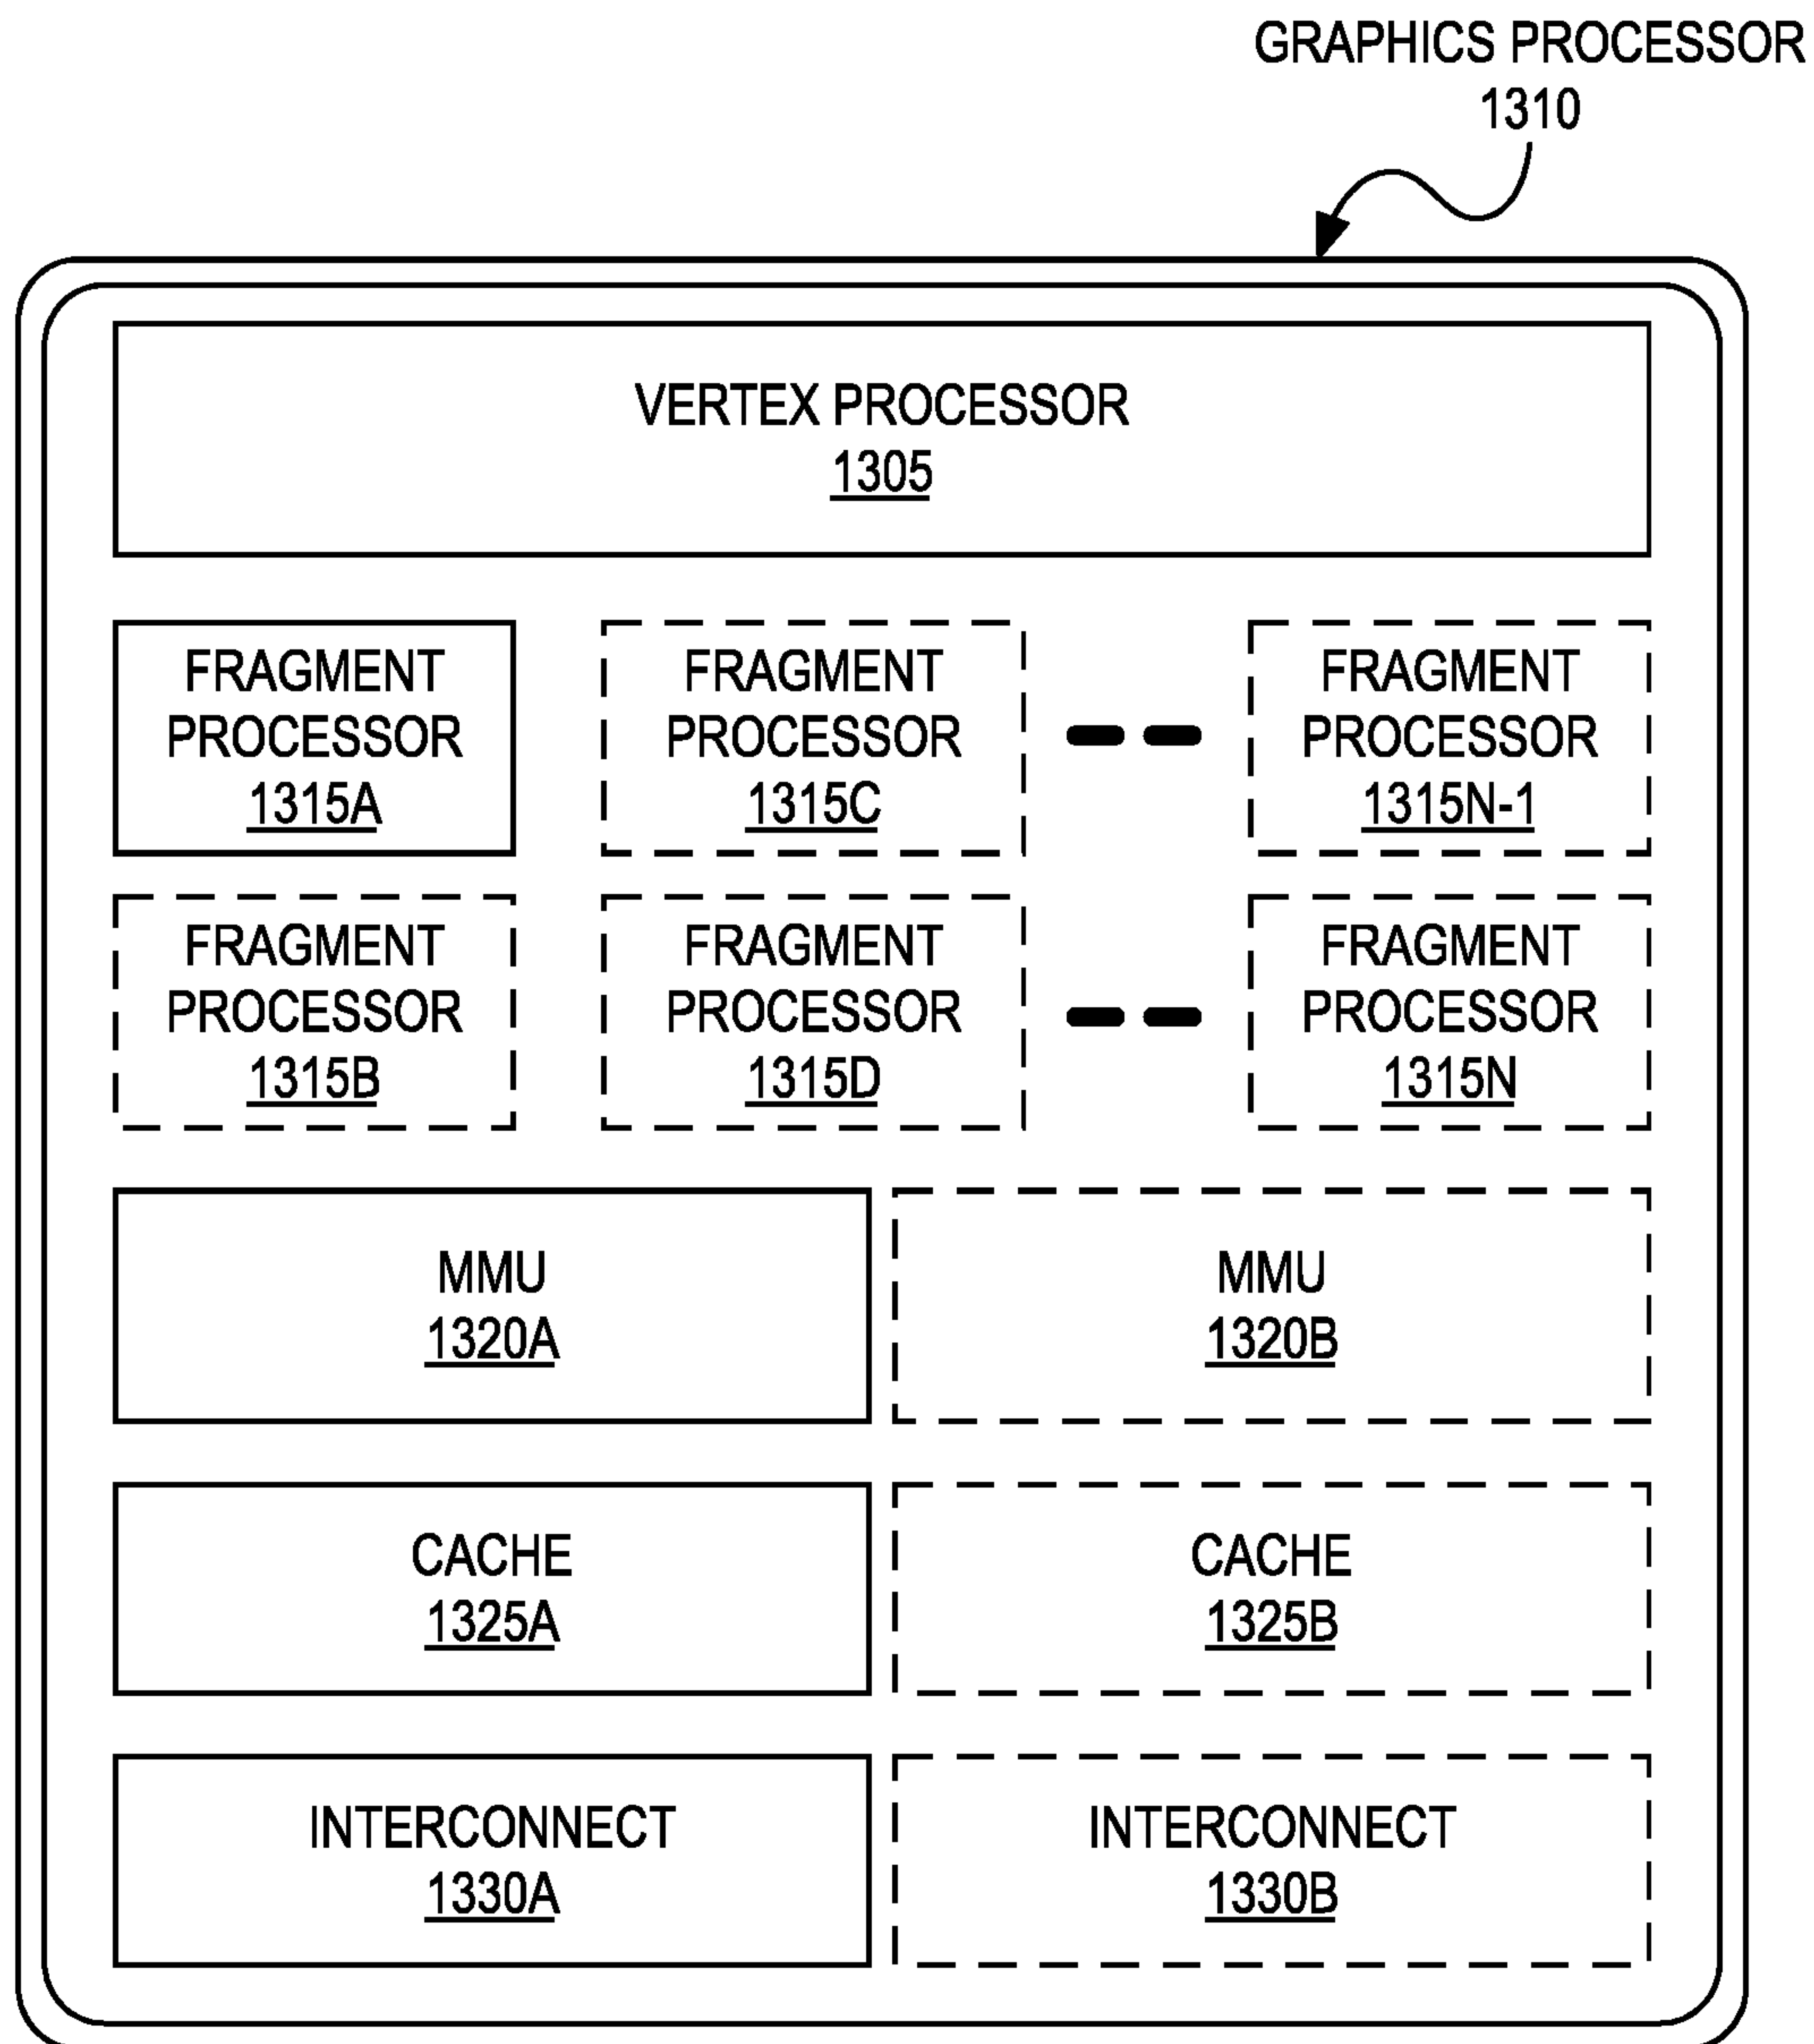 GRAPHICS PROCESSOR
1310
VERTEX PROCESSOR
1305
FRAGMENT
PROCESSOR
1315A
FRAGMENT
PROCESSOR
1315C
FRAGMENT
PROCESSOR
1315N-1
FRAGMENT
PROCESSOR
1315B
FRAGMENT
PROCESSOR
1315D
FRAGMENT
PROCESSOR
1315N
MMU
1320A
MMU
1320B
CACHE
1325A
CACHE
1325B
INTERCONNECT
1330A
INTERCONNECT
1330B